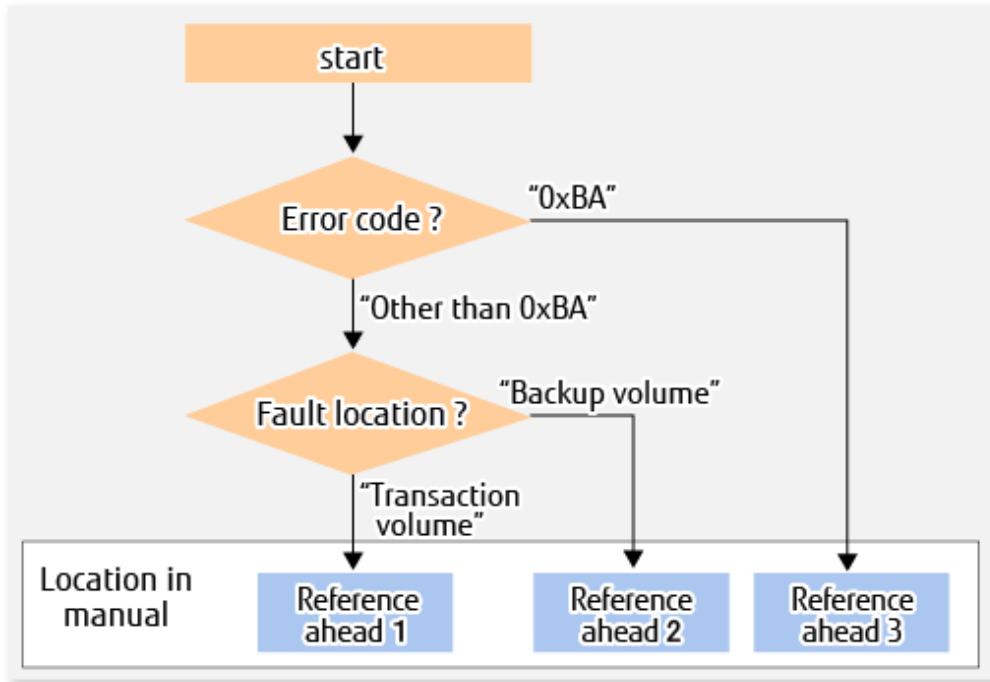 start
Error code ?
“0xBA”
“Other than 0xBA”
Fault location ?
“Backup volume”
“Transaction
volume”
Location in
manual
Reference
ahead 1
Reference
ahead 2
Reference
ahead 3